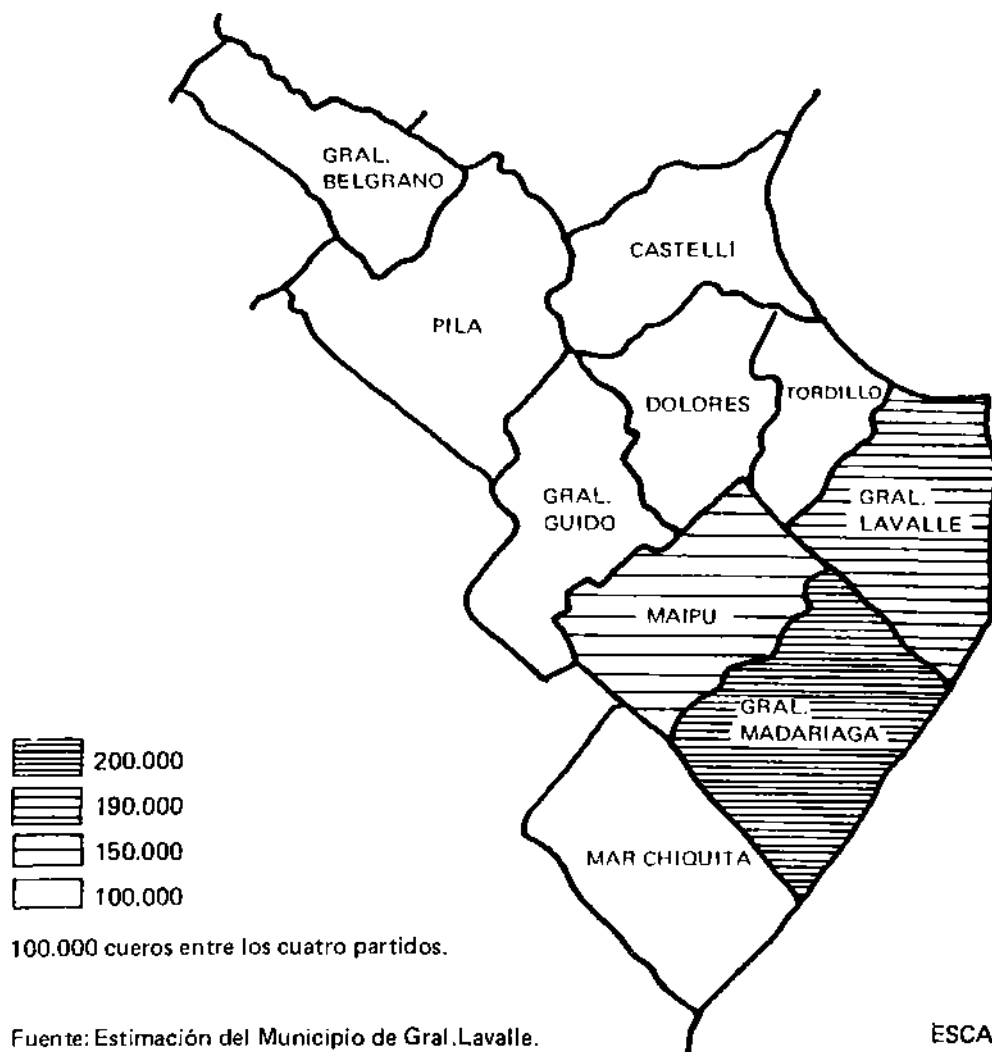 GRAL.
BELGRANO
CASTELLI
PILA
DOLORES
TORDILLO
GRAL.
GUIDO
GRAL.
LAVALLE
MAIPU
GRAL.
MADARIAGA
MAR CHIQUITA
200.000
190.000
150.000
100.000
100.000 cueros entre los cuatro partidos.
Fuente: Estimación del Municipio de Gral.Lavalle.
ESCA